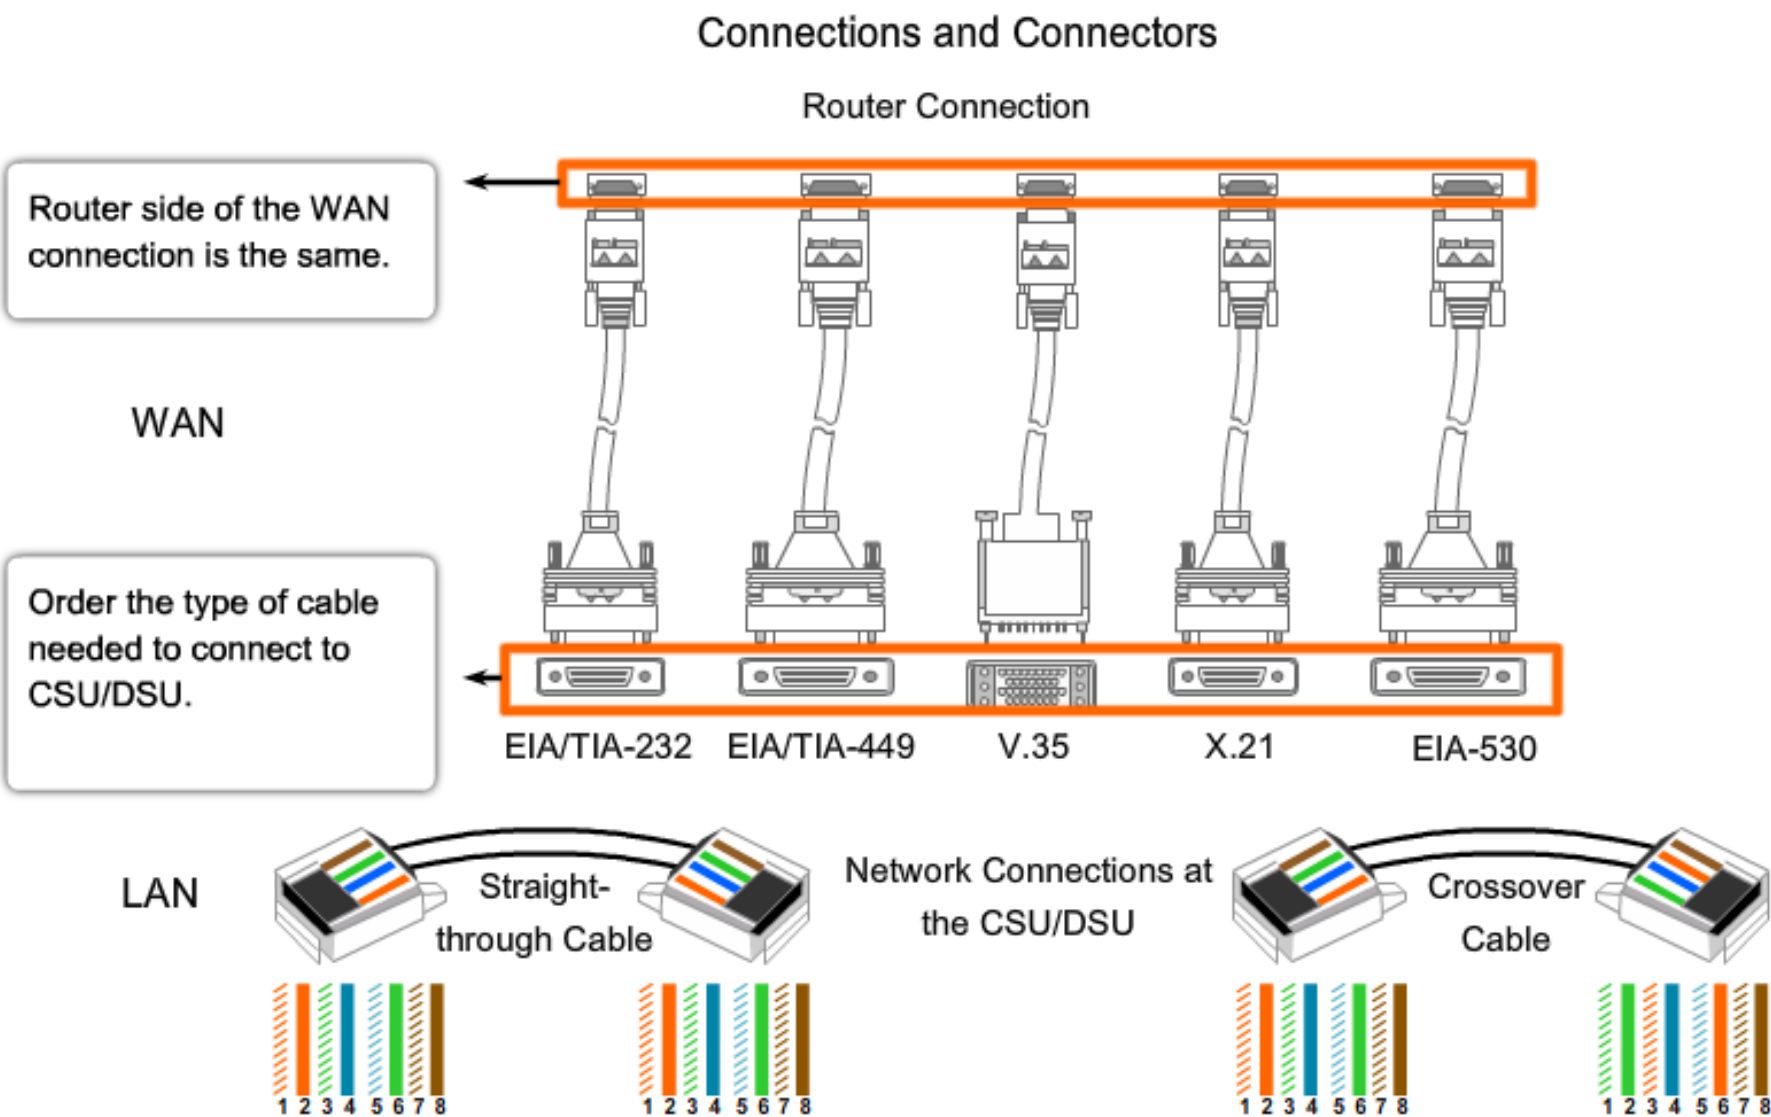 Connections and Connectors
Router Connection
Router side of the WAN
connection is the same.
WAN
Order the type of cable
needed to connect to
CSU/DSU.
EIA/TIA-232 EIA/TIA-449 V.35 X.21 EIA-530
LAN
Straight-
through Cable
Network Connections at
the CSU/DSU
Crossover
Cable
1 2 3 4 5 6 7 8
1 2 3 4 5 6 7 8
1 2 3 4 5 6 7 8
1 2 3 4 5 6 7 8